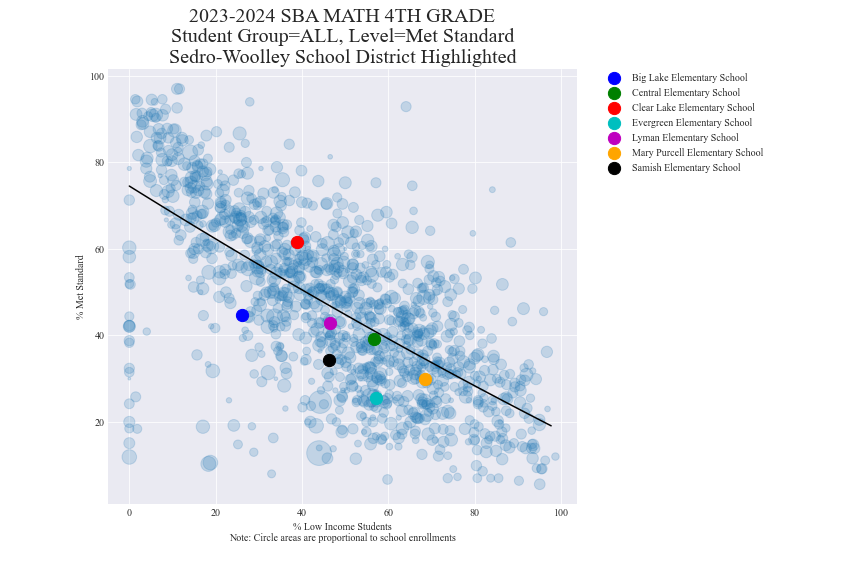 2023-2024 SBA MATH 4TH GRADE
Student Group=ALL, Level=Met Standard
Sedro-Woolley School District Highlighted
100
80
60
40
20
% Met Standard
0 20 40 60 80 100
% Low Income Students
Note: Circle areas are proportional to school enrollments
Big Lake Elementary School
Central Elementary School
Clear Lake Elementary School
Evergreen Elementary School
Lyman Elementary School
Mary Purcell Elementary School
Samish Elementary School